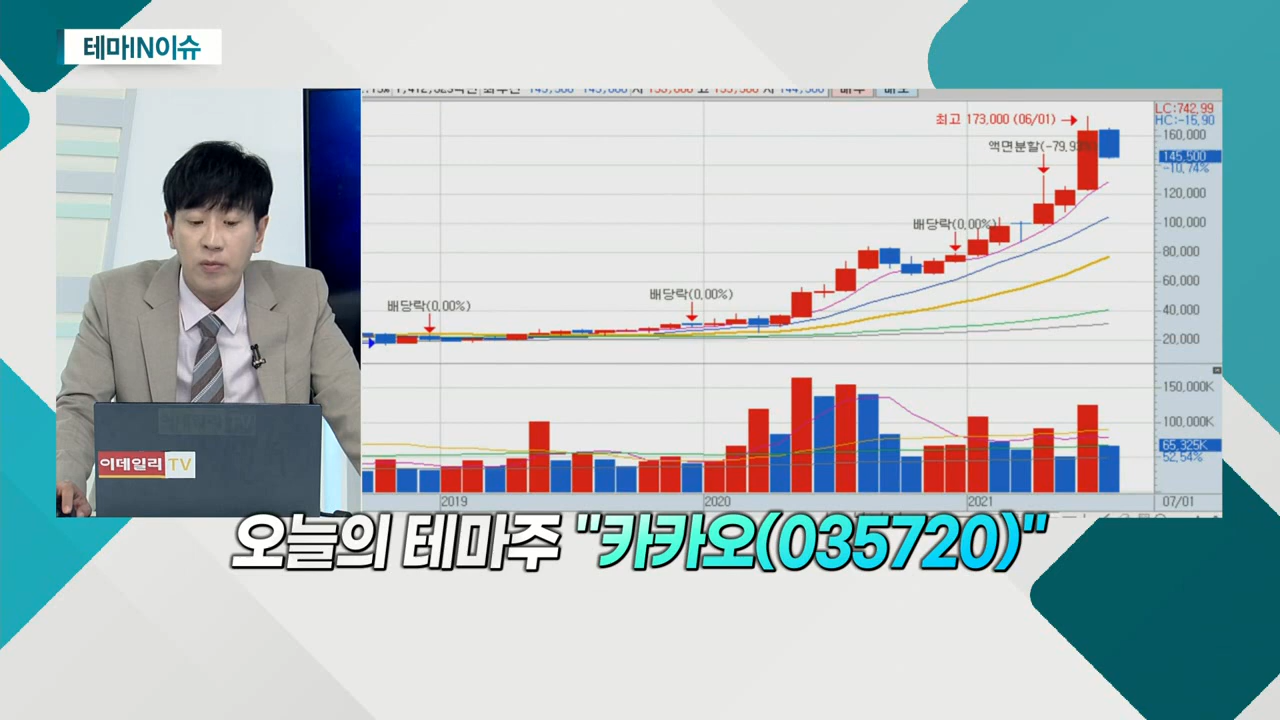 테마IN이슈
최고 173,000 (06/01)
LC:742.99
HC:-15.90
160,000
액면분할(-79.93%)
145,500
-10.74%
120,000
배당락(0.00%)
100,000
80,000
60,000
배당락(0.00%)
배당락(0.00%)
40,000
20,000
150,000K
100,000K
65,325K
52.54%
이데일리 TV
2019
2020
2021
07/01
오늘의 테마주 "카카오(035720)"